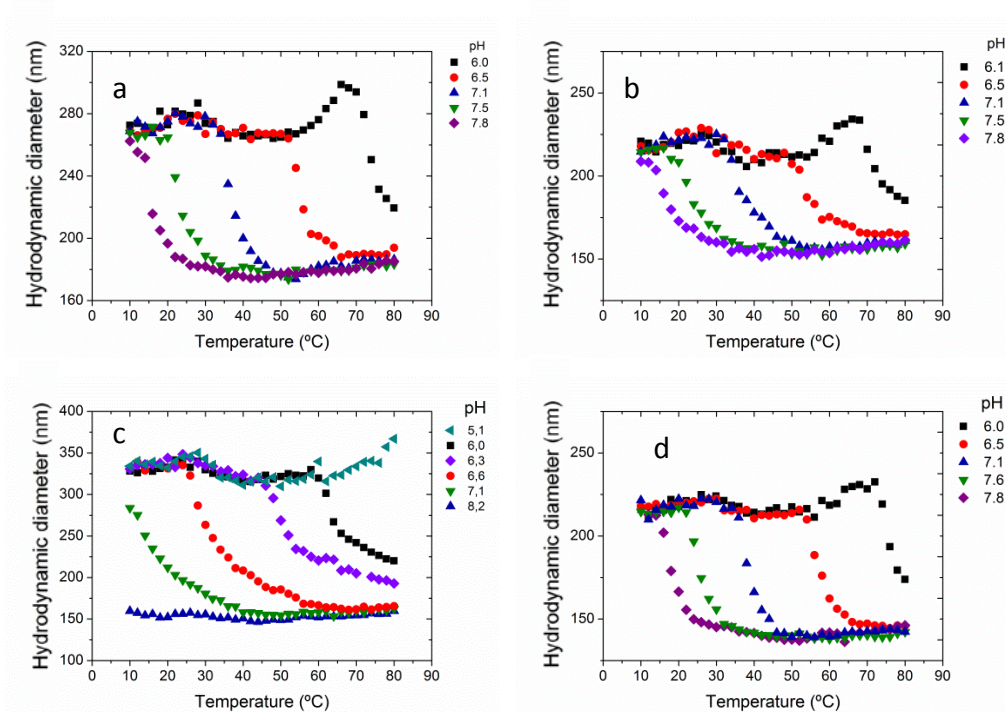 a
Hydrodynamic diameter (nm)
320
280
240
200
160
0 10 20 30 40 50 60 70 80 90
Temperature (ºC)
pH
6.0
6.5
7.1
7.5
7.8
b
Hydrodynamic diameter (nm)
250
200
150
0 10 20 30 40 50 60 70 80 90
Temperature (ºC)
pH
6.1
6.5
7.1
7.5
7.8
c
Hydrodynamic diameter (nm)
400
350
300
250
200
150
100
0 10 20 30 40 50 60 70 80 90
Temperature (ºC)
pH
5,1
6,0
6,3
6,6
7,1
8,2
d
Hydrodynamic diameter (nm)
250
200
150
0 10 20 30 40 50 60 70 80 90
Temperature (ºC)
pH
6.0
6.5
7.1
7.6
7.8